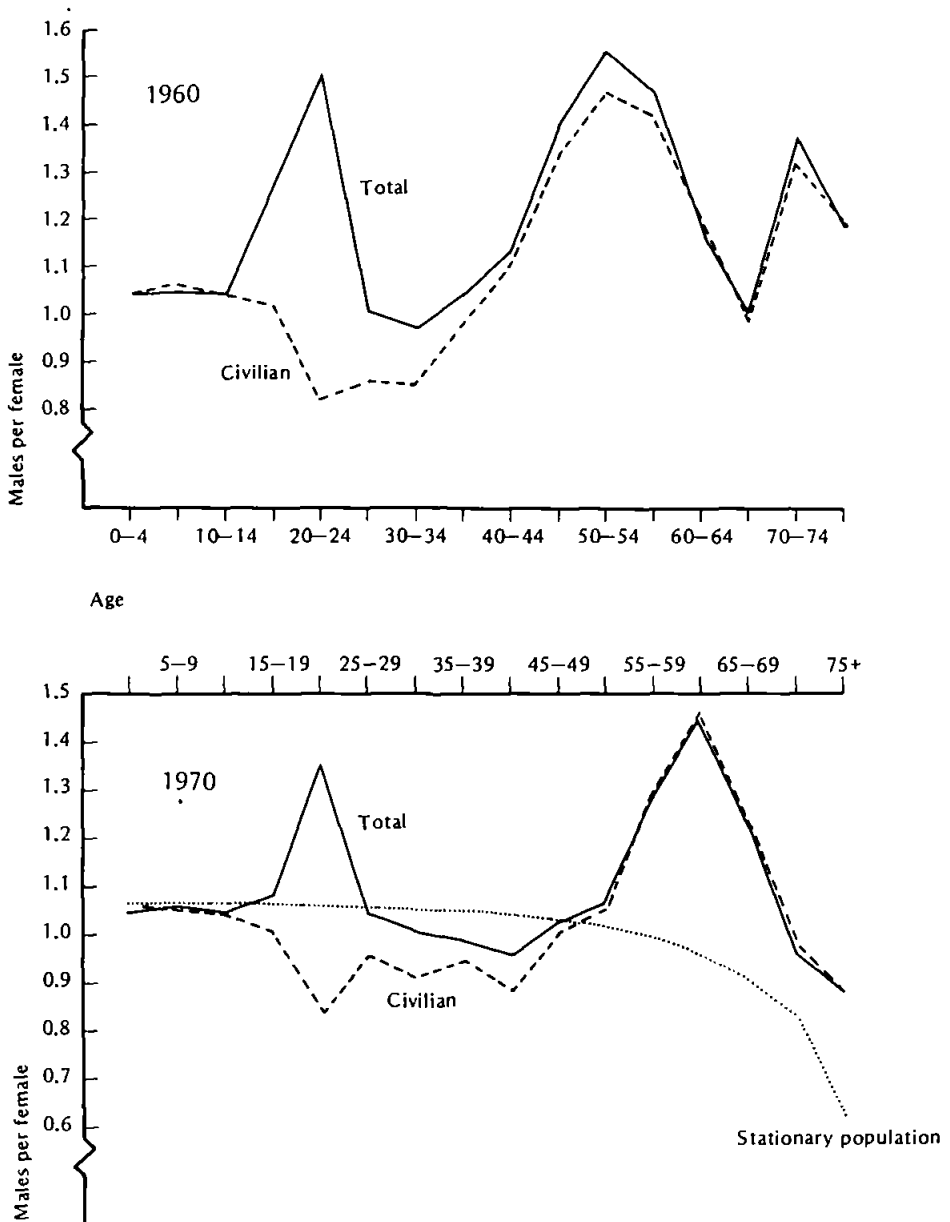 1.6
1.5
1960
1.4
1.3
Total
1.2
1.1
1.0
0.9
Civilian
0.8
Males per female
0–4 10–14 20–24 30–34 40–44 50–54 60–64 70–74
Age
5–9 15–19 25–29 35–39 45–49 55–59 65–69 75+
1.5
1.4
1970
1.3
Total
1.2
1.1
1.0
0.9
Civilian
0.8
0.7
0.6
Stationary population
Males per female